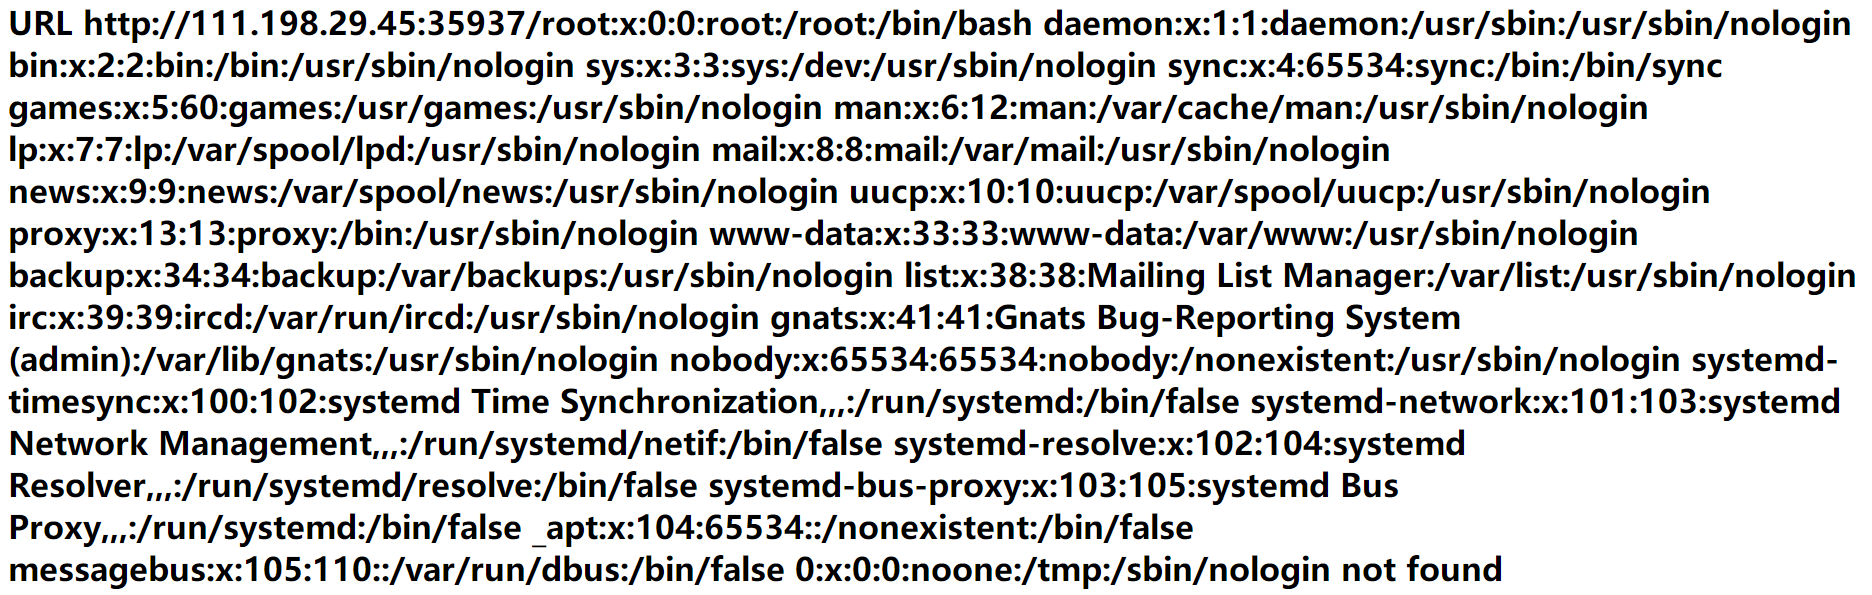 URL http://111.198.29.45:35937/root:x:0:0:root:/root:/bin/bash daemon:x:1:1:daemon:/usr/sbin:/usr/sbin/nologin
bin:x:2:2:bin:/bin:/usr/sbin/nologin sys:x:3:3:sys:/dev:/usr/sbin/nologin sync:x:4:65534:sync:/bin:/bin/sync
games:x:5:60:games:/usr/games:/usr/sbin/nologin man:x:6:12:man:/var/cache/man:/usr/sbin/nologin
lp:x:7:7:lp:/var/spool/lpd:/usr/sbin/nologin mail:x:8:8:mail:/var/mail:/usr/sbin/nologin
news:x:9:9:news:/var/spool/news:/usr/sbin/nologin uucp:x:10:10:uucp:/var/spool/uucp:/usr/sbin/nologin
proxy:x:13:13:proxy:/bin:/usr/sbin/nologin www-data:x:33:33:www-data:/var/www:/usr/sbin/nologin
backup:x:34:34:backup:/var/backups:/usr/sbin/nologin list:x:38:38:Mailing List Manager:/var/list:/usr/sbin/nologin
irc:x:39:39:ircd:/var/run/ircd:/usr/sbin/nologin gnats:x:41:41:Gnats Bug-Reporting System
(admin):/var/lib/gnats:/usr/sbin/nologin nobody:x:65534:65534:nobody:/nonexistent:/usr/sbin/nologin systemd-
timesync:x:100:102:systemd Time Synchronization,,,:/run/systemd:/bin/false systemd-network:x:101:103:systemd
Network Management,,,:/run/systemd/netif:/bin/false systemd-resolve:x:102:104:systemd
Resolver,,,:/run/systemd/resolve:/bin/false systemd-bus-proxy:x:103:105:systemd Bus
Proxy,,,:/run/systemd:/bin/false _apt:x:104:65534::/nonexistent:/bin/false
messagebus:x:105:110::/var/run/dbus:/bin/false 0:x:0:0:noone:/tmp:/sbin/nologin not found